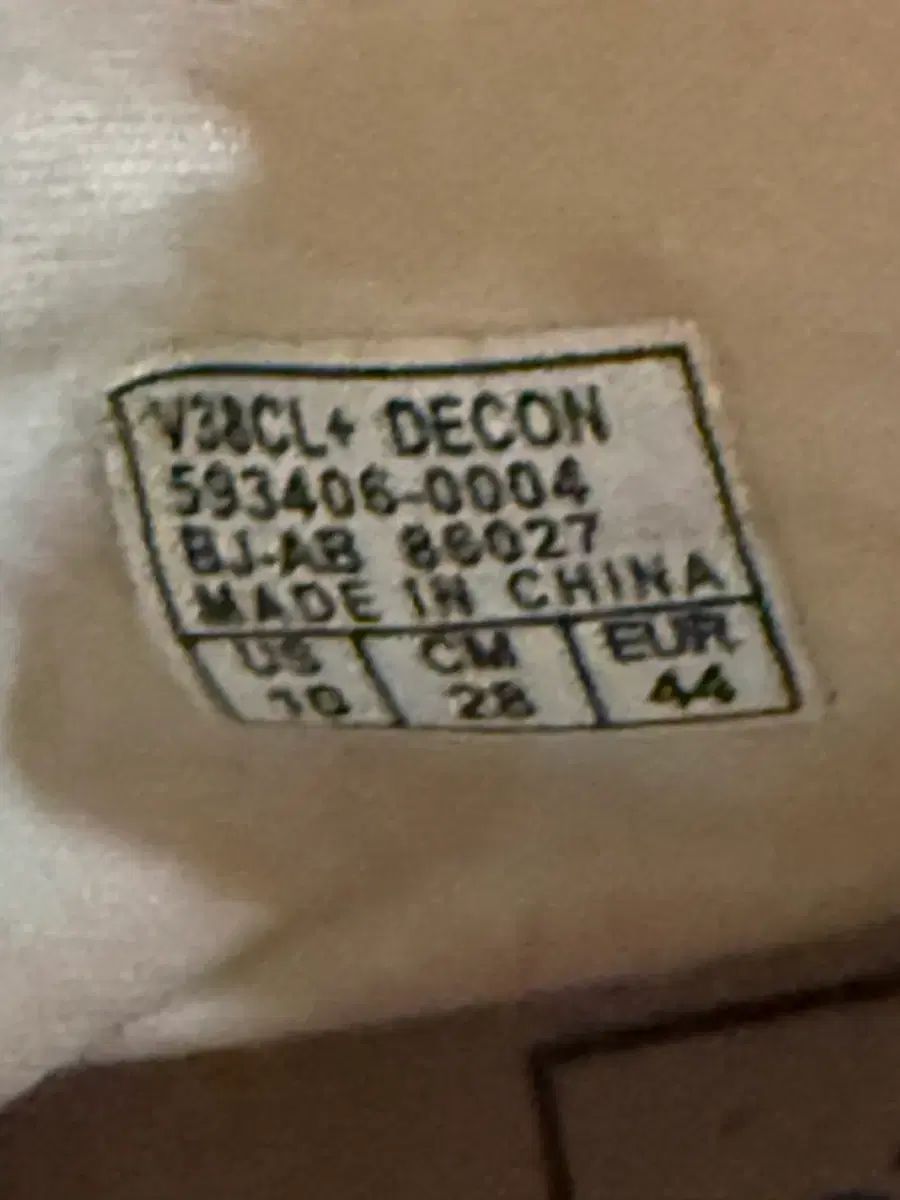 V38CL+ DECON
593406-0004
BJ-AB 86027
MADE IN CHINA
US CM EUR
10 28 44